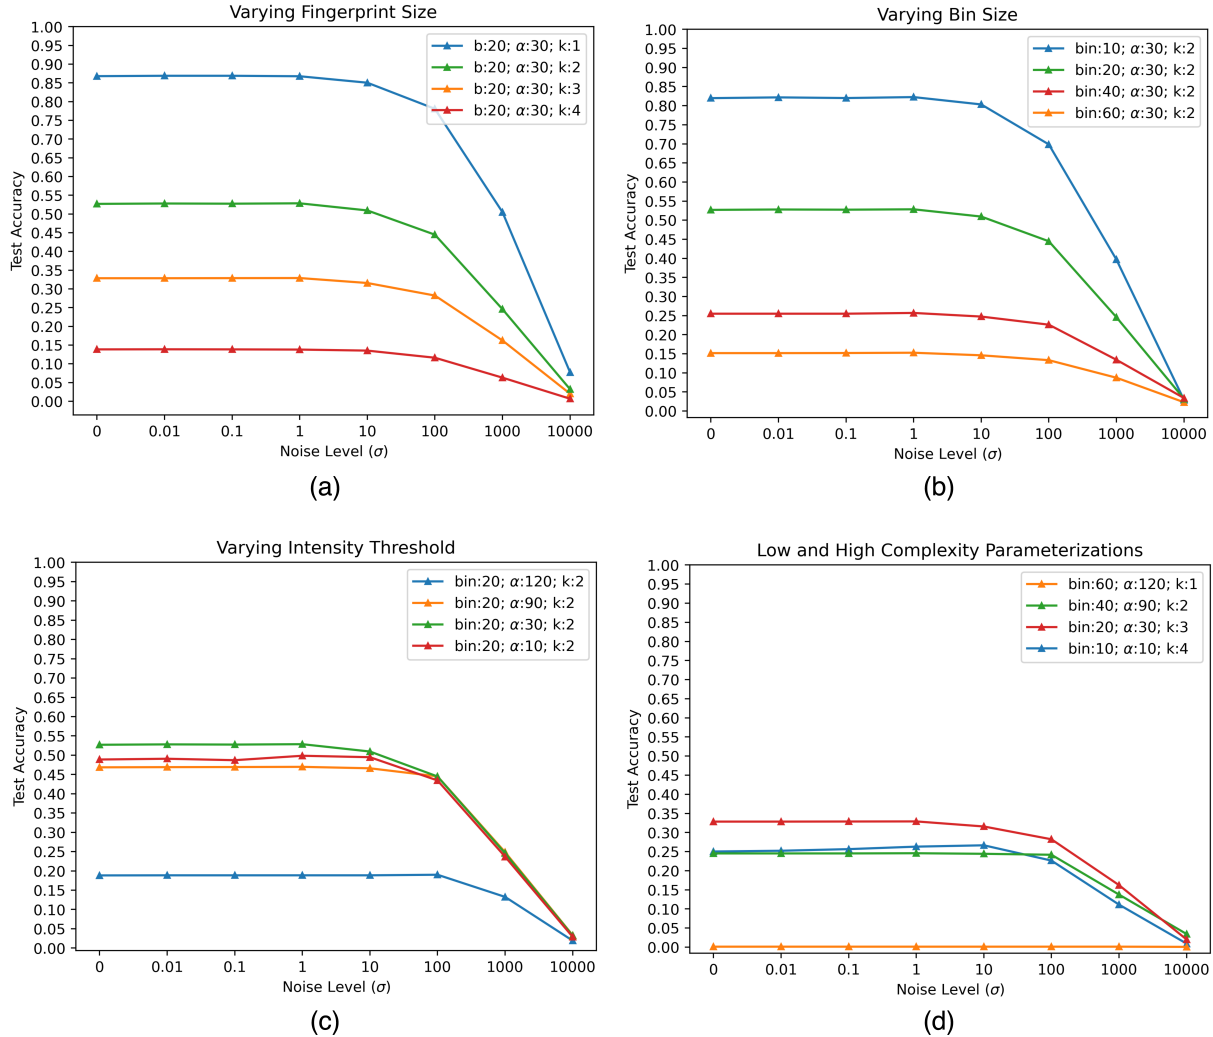 Varying Fingerprint Size
1.00
0.95
0.90
0.85
0.80
0.75
0.70
0.65
0.60
0.55
0.50
0.45
0.40
0.35
0.30
0.25
0.20
0.15
0.10
0.05
0.00
Test Accuracy
b:20; α:30; k:1
b:20; α:30; k:2
b:20; α:30; k:3
b:20; α:30; k:4
0 0.01 0.1 1 10 100 1000 10000
Noise Level (σ)
(a)
Varying Bin Size
1.00
0.95
0.90
0.85
0.80
0.75
0.70
0.65
0.60
0.55
0.50
0.45
0.40
0.35
0.30
0.25
0.20
0.15
0.10
0.05
0.00
Test Accuracy
bin:10; α:30; k:2
bin:20; α:30; k:2
bin:40; α:30; k:2
bin:60; α:30; k:2
0 0.01 0.1 1 10 100 1000 10000
Noise Level (σ)
(b)
Varying Intensity Threshold
1.00
0.95
0.90
0.85
0.80
0.75
0.70
0.65
0.60
0.55
0.50
0.45
0.40
0.35
0.30
0.25
0.20
0.15
0.10
0.05
0.00
Test Accuracy
bin:20; α:120; k:2
bin:20; α:90; k:2
bin:20; α:30; k:2
bin:20; α:10; k:2
0 0.01 0.1 1 10 100 1000 10000
Noise Level (σ)
(c)
Low and High Complexity Parameterizations
1.00
0.95
0.90
0.85
0.80
0.75
0.70
0.65
0.60
0.55
0.50
0.45
0.40
0.35
0.30
0.25
0.20
0.15
0.10
0.05
0.00
Test Accuracy
bin:60; α:120; k:1
bin:40; α:90; k:2
bin:20; α:30; k:3
bin:10; α:10; k:4
0 0.01 0.1 1 10 100 1000 10000
Noise Level (σ)
(d)